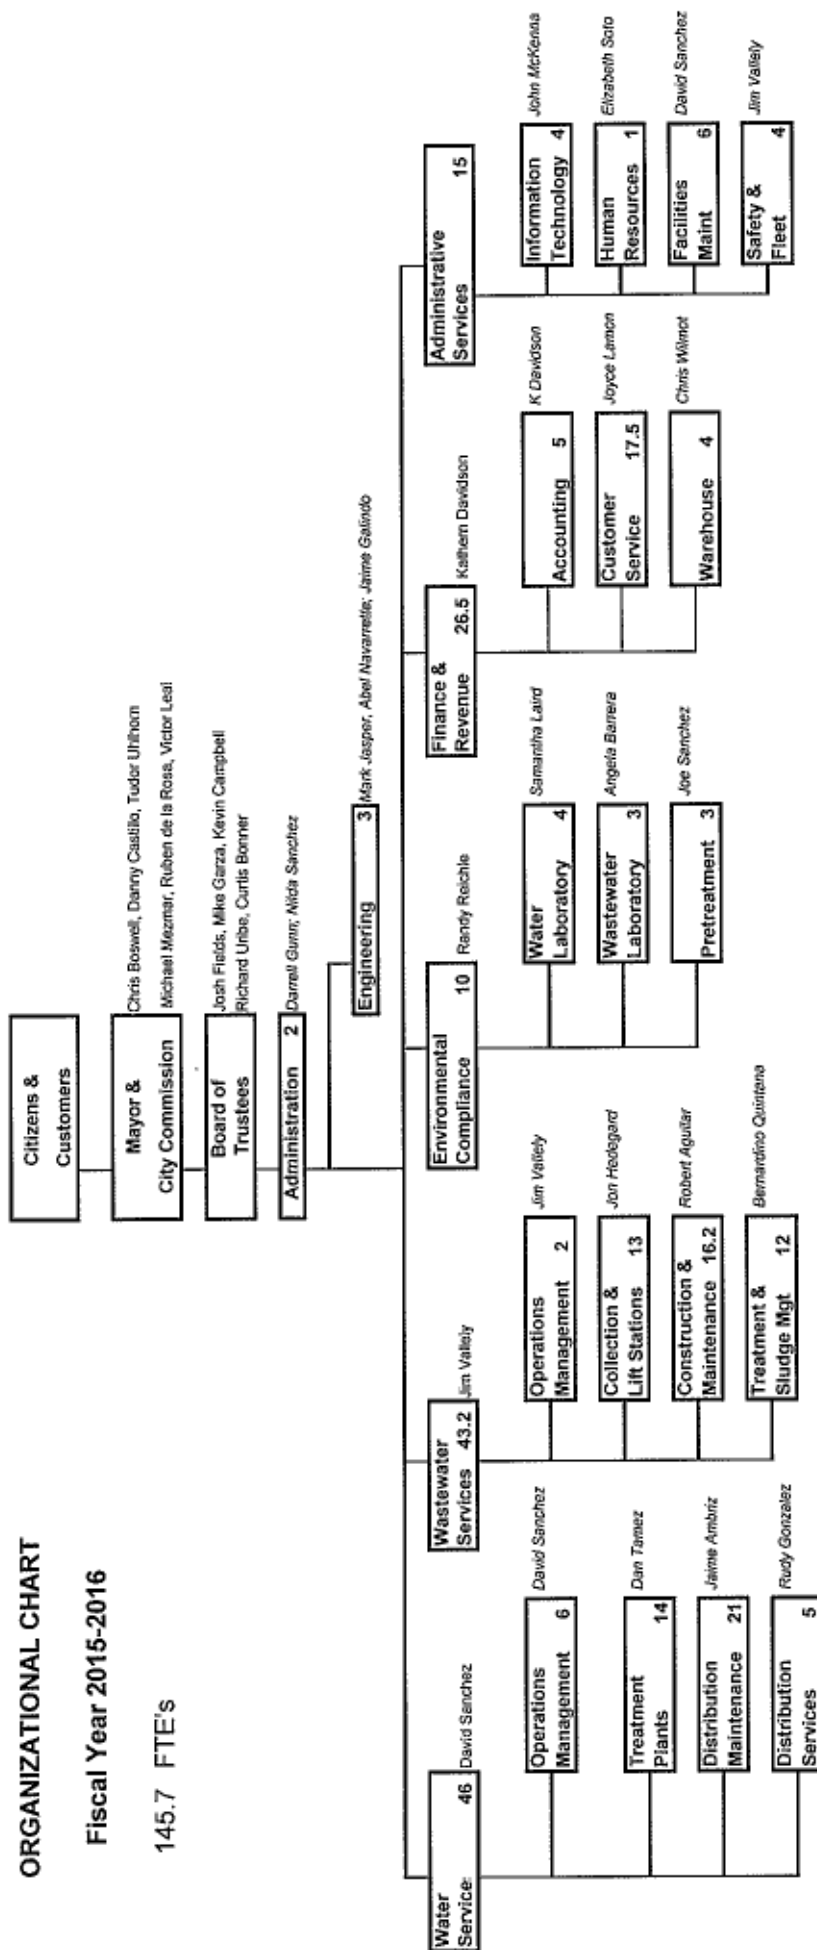 ORGANIZATIONAL CHART
Fiscal Year 2015-2016
145.7 FTE's
Citizens &
Customers
Mayor &
City Commission
Chris Boswell, Danny Castillo, Tudor Uhlhorn
Michael Mezmar, Ruben de la Rosa, Victor Leal
Board of
Trustees
Josh Fields, Mike Garza, Kevin Campbell
Richard Uribe, Curtis Bonner
Administration 2
Darrell Gunn; Nilda Sanchez
Engineering 3
Mark Jasper, Abel Navarrette; Jaime Galindo
Water
Service 46
David Sanchez
Operations
Management 6
David Sanchez
Treatment
Plants 14
Dan Tamez
Distribution
Maintenance 21
Jaime Ambriz
Distribution
Services 5
Rudy Gonzalez
Wastewater
Services 43.2
Jim Vallely
Operations
Management 2
Jim Vallely
Collection &
Lift Stations 13
Jon Hedegard
Construction &
Maintenance 16.2
Robert Aguilar
Treatment &
Sludge Mgt 12
Bernardino Quintana
Environmental
Compliance 10
Randy Reichle
Water
Laboratory 4
Samantha Laird
Wastewater
Laboratory 3
Angela Barrera
Pretreatment 3
Joe Sanchez
Finance &
Revenue 26.5
Kathern Davidson
Accounting 5
K Davidson
Customer
Service 17.5
Joyce Lamon
Warehouse 4
Chris Wilmot
Administrative
Services 15
Information
Technology 4
John McKenna
Human
Resources 1
Elizabeth Soto
Facilities
Maint 6
David Sanchez
Safety &
Fleet 4
Jim Vallely